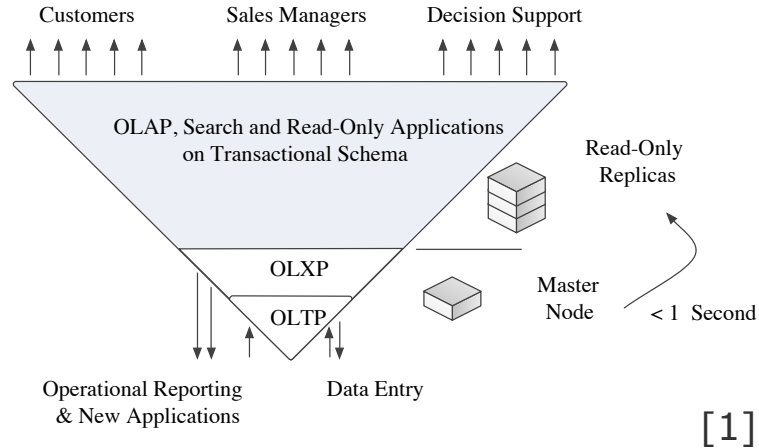 Customers
Sales Managers
Decision Support
OLAP, Search and Read-Only Applications
on Transactional Schema
Read-Only
Replicas
OLXP
Master
Node
< 1 Second
OLTP
Operational Reporting
& New Applications
Data Entry
[1]